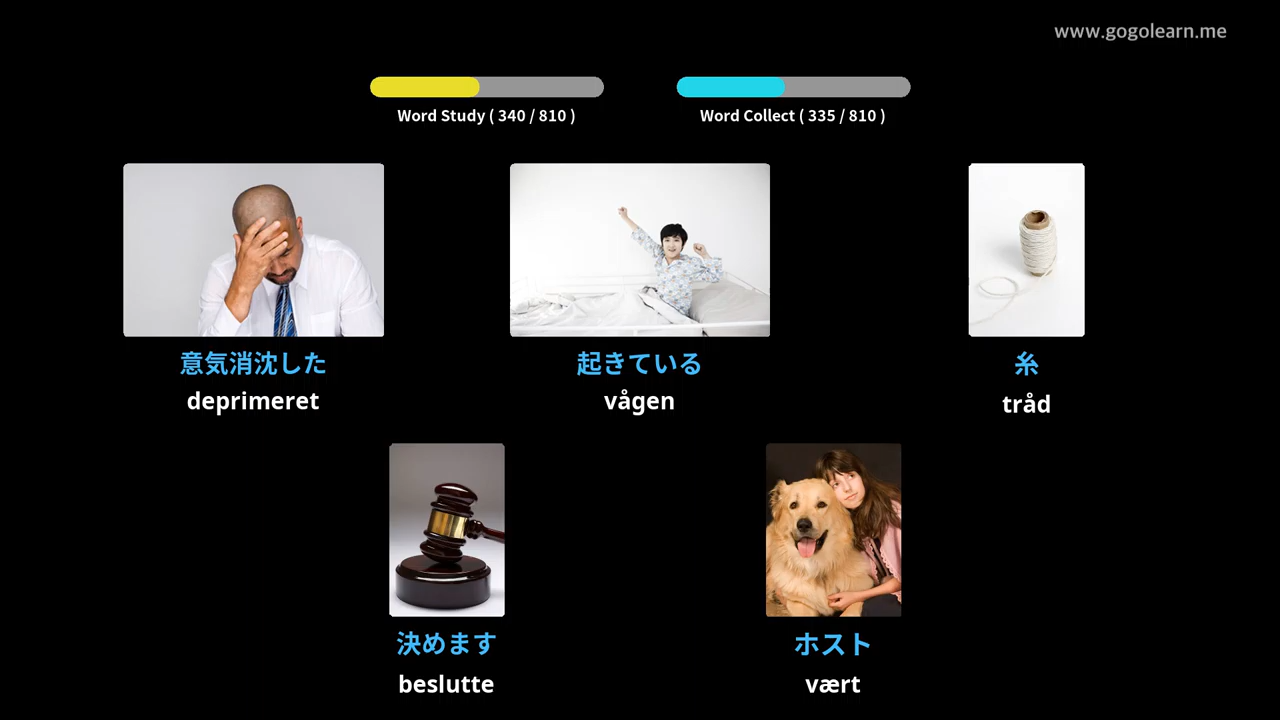 www.gogolearn.me
Word Study ( 340 / 810 )
Word Collect ( 335 / 810 )
意気消沈した
deprimeret
起きている
vågen
糸
tråd
決めます
beslutte
ホスト
vært